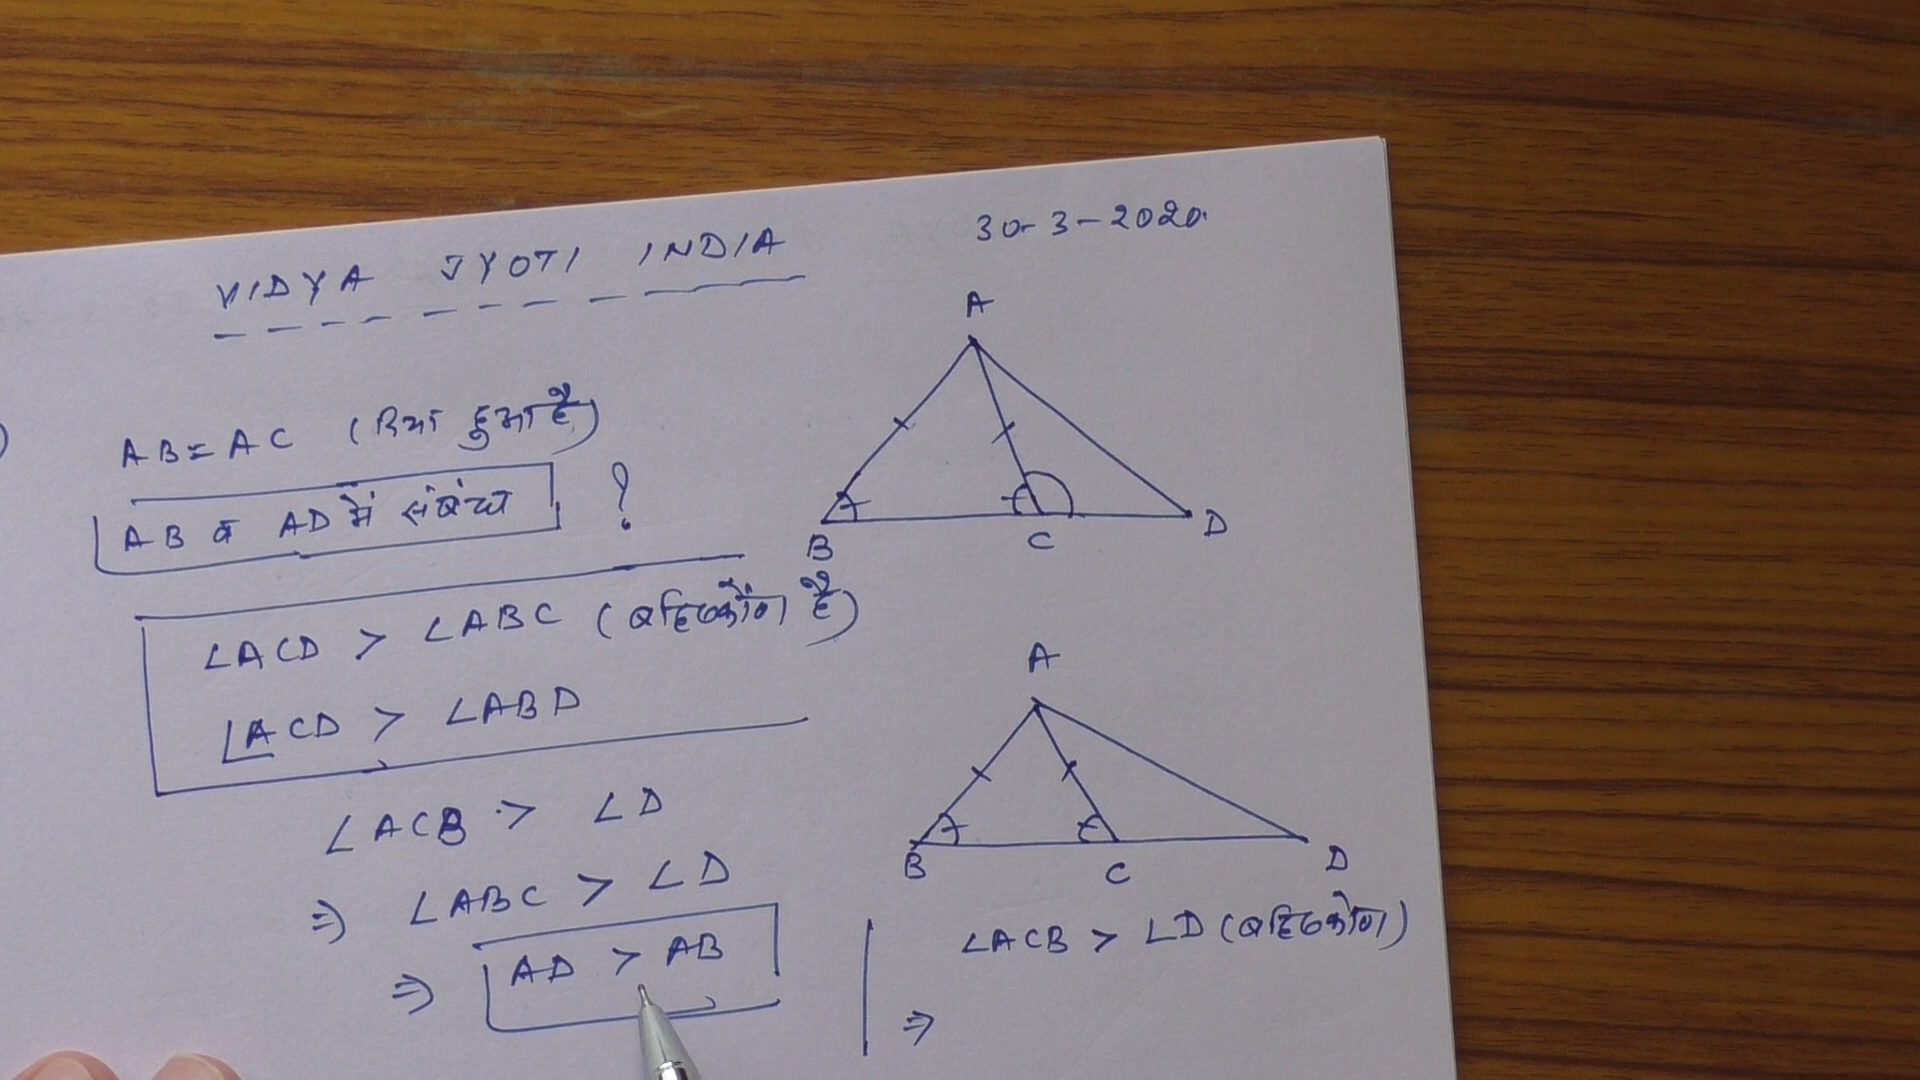 VIDYA JYOTI INDIA
30-3-2020
AB = AC (दिया हुआ है)
AB व AD में संबंध ?
∠ACD > ∠ABC (बहिष्कोण है)
∠ACD > ∠ABD
∠ACB > ∠D
⇒ ∠ABC > ∠D
⇒ AD > AB
A
B
C
D
A
B
C
D
∠ACB > ∠D (बहिष्कोण)
⇒